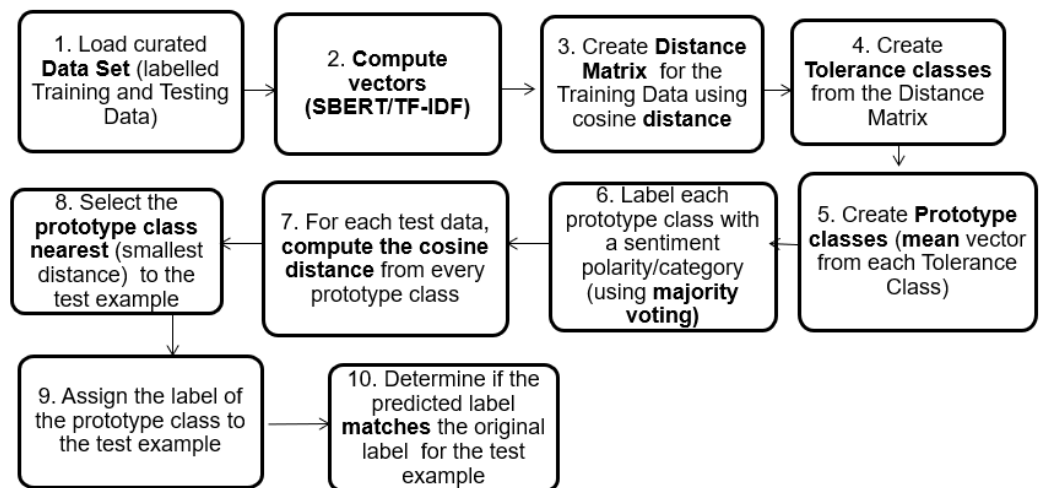 1. Load curated
Data Set (labelled
Training and Testing
Data)
2. Compute
vectors
(SBERT/TF-IDF)
3. Create Distance
Matrix for the
Training Data using
cosine distance
4. Create
Tolerance classes
from the Distance
Matrix
5. Create Prototype
classes (mean vector
from each Tolerance
Class)
6. Label each
prototype class with
a sentiment
polarity/category
(using majority
voting)
7. For each test data,
compute the cosine
distance from every
prototype class
8. Select the
prototype class
nearest (smallest
distance) to the
test example
9. Assign the label of
the prototype class to
the test example
10. Determine if the
predicted label
matches the original
label for the test
example